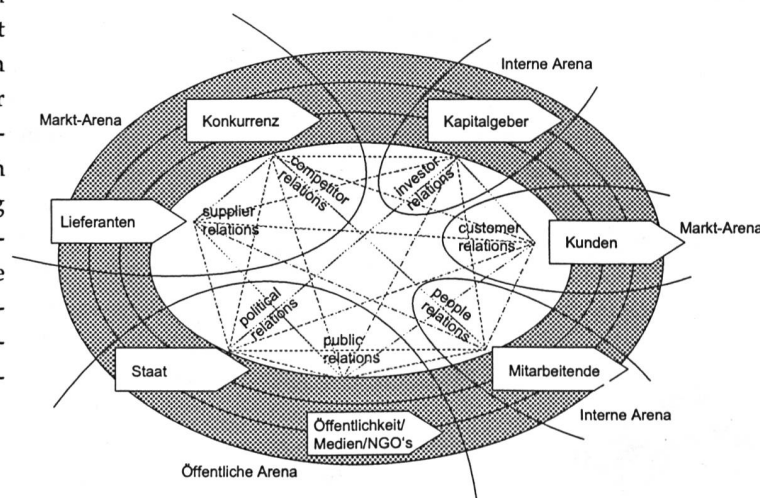 Interne Arena
Markt-Arena
Konkurrenz
Kapitalgeber
competitor
relations
investor
relations
Lieferanten
supplier
relations
customer
relations
Kunden
Markt-Arena
political
relations
people
relations
public
relations
Staat
Mitarbeitende
Öffentlichkeit/
Medien/NGO's
Interne Arena
Öffentliche Arena